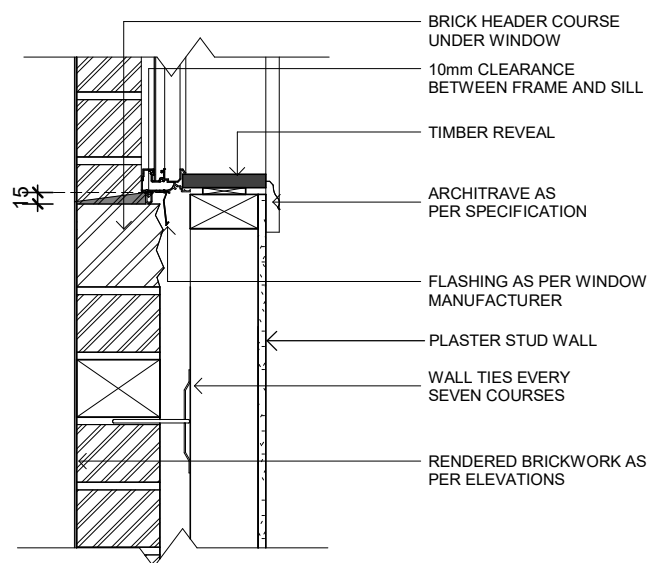 BRICK HEADER COURSE
UNDER WINDOW
10mm CLEARANCE
BETWEEN FRAME AND SILL
TIMBER REVEAL
15
ARCHITRAVE AS
PER SPECIFICATION
FLASHING AS PER WINDOW
MANUFACTURER
PLASTER STUD WALL
WALL TIES EVERY
SEVEN COURSES
RENDERED BRICKWORK AS
PER ELEVATIONS